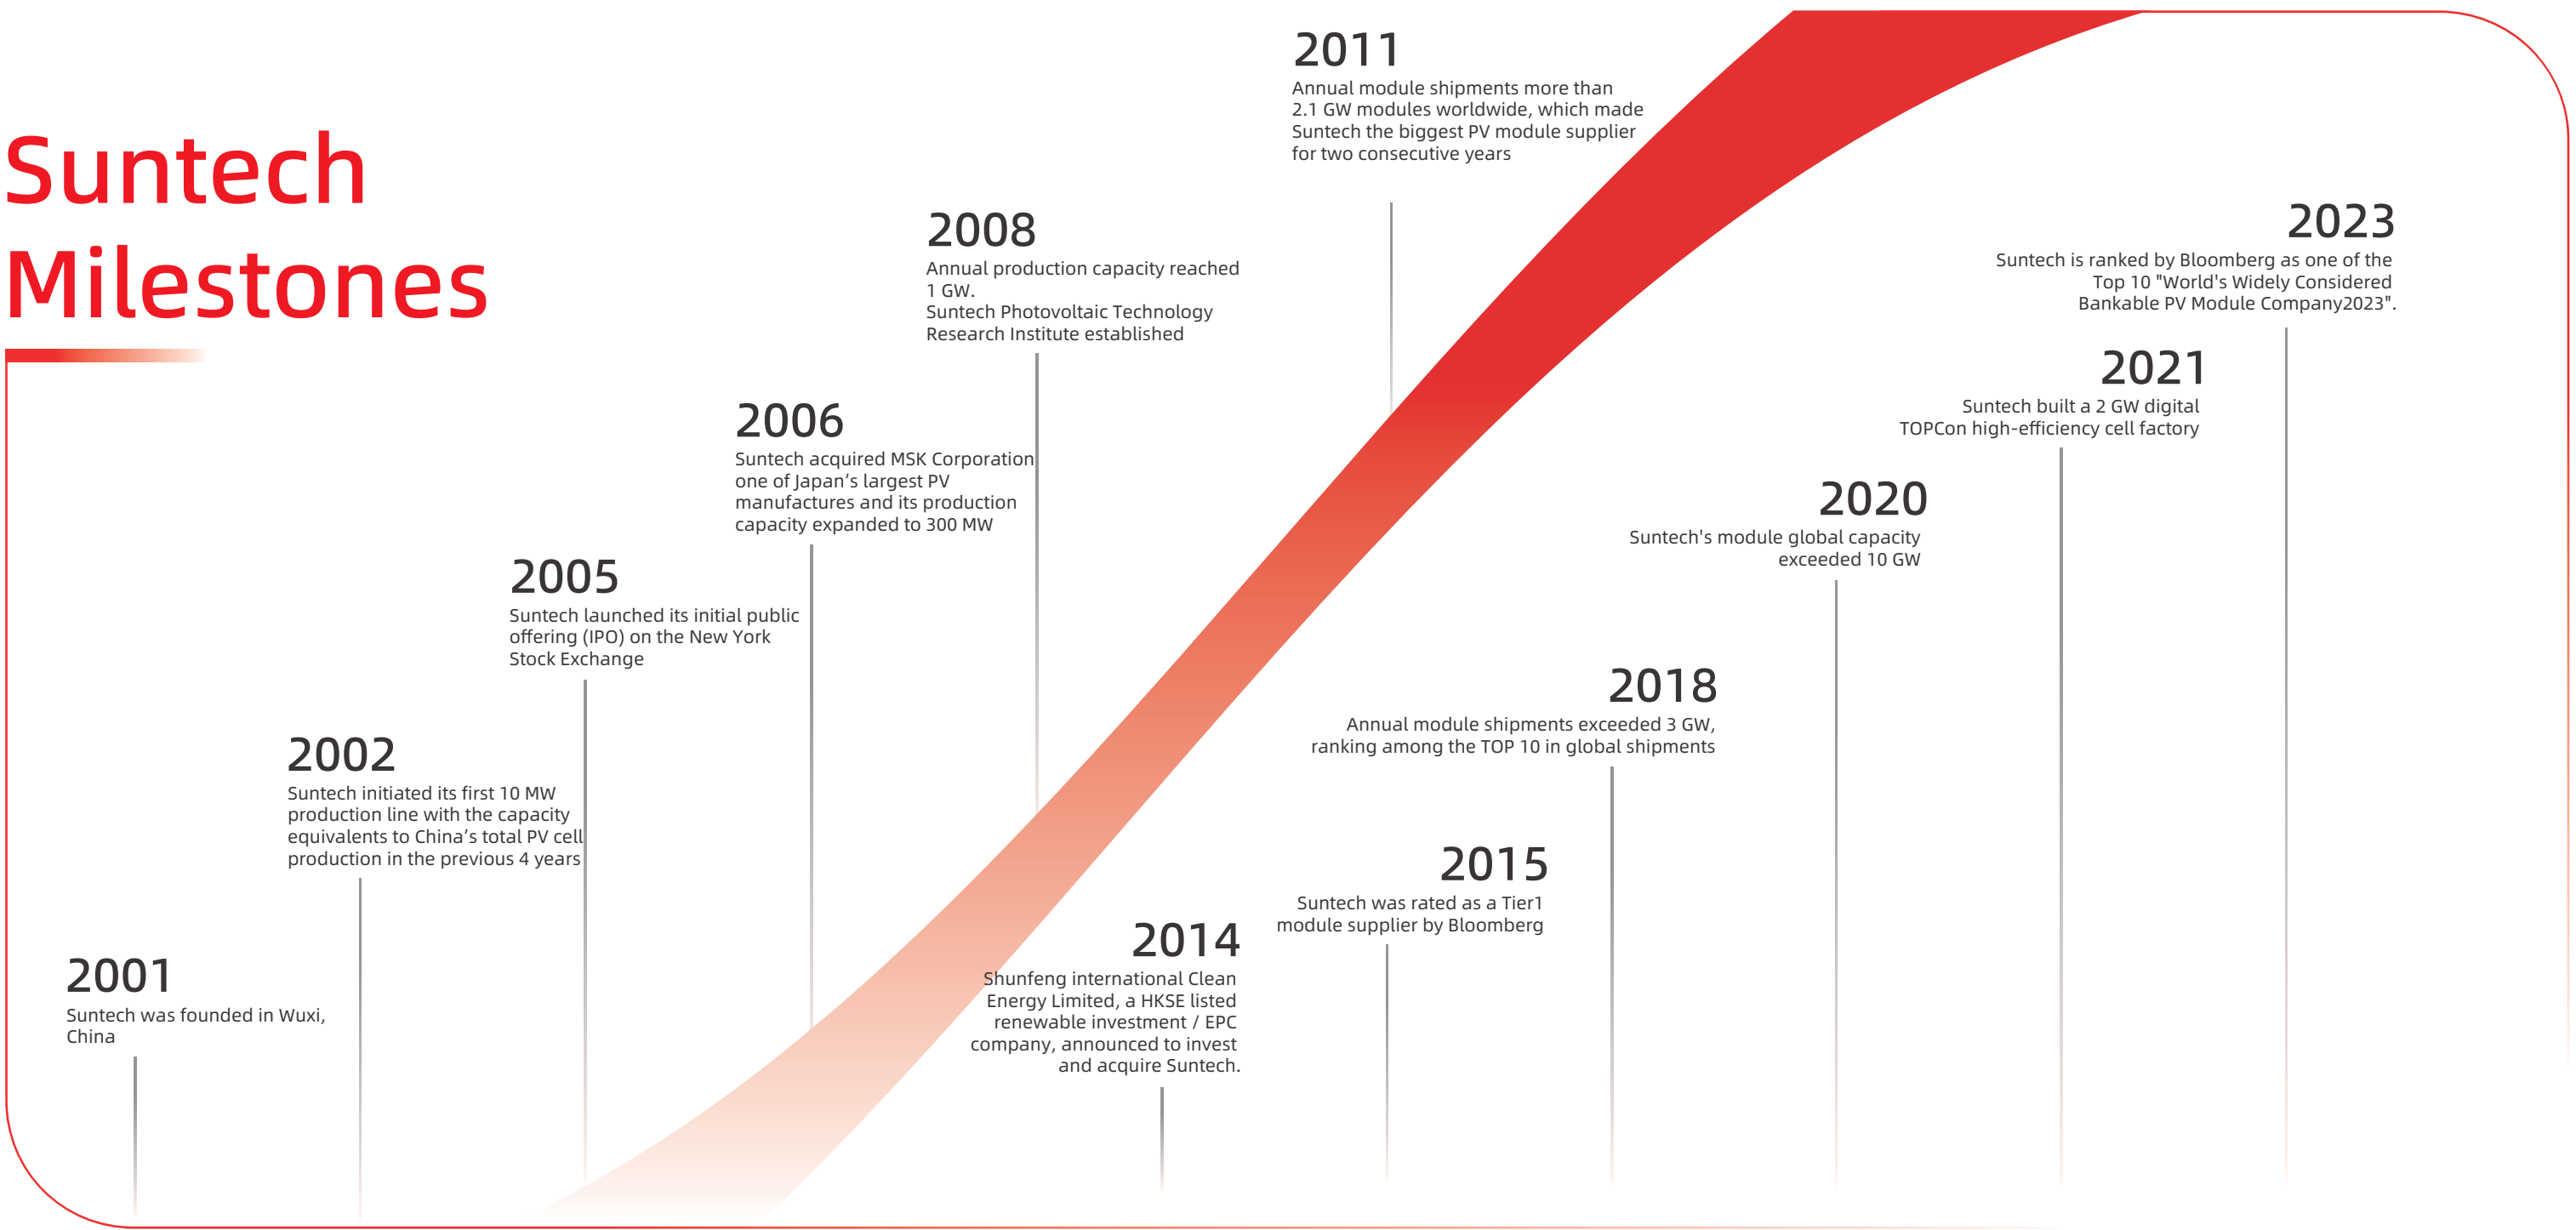 Suntech
Milestones
2001
Suntech was founded in Wuxi,
China
2002
Suntech initiated its first 10 MW
production line with the capacity
equivalents to China’s total PV cell
production in the previous 4 years
2005
Suntech launched its initial public
offering (IPO) on the New York
Stock Exchange
2006
Suntech acquired MSK Corporation
one of Japan’s largest PV
manufactures and its production
capacity expanded to 300 MW
2008
Annual production capacity reached
1 GW.
Suntech Photovoltaic Technology
Research Institute established
2011
Annual module shipments more than
2.1 GW modules worldwide, which made
Suntech the biggest PV module supplier
for two consecutive years
2014
Shunfeng international Clean
Energy Limited, a HKSE listed
renewable investment / EPC
company, announced to invest
and acquire Suntech.
2015
Suntech was rated as a Tier1
module supplier by Bloomberg
2018
Annual module shipments exceeded 3 GW,
ranking among the TOP 10 in global shipments
2020
Suntech's module global capacity
exceeded 10 GW
2021
Suntech built a 2 GW digital
TOPCon high-efficiency cell factory
2023
Suntech is ranked by Bloomberg as one of the
Top 10 "World's Widely Considered
Bankable PV Module Company2023".